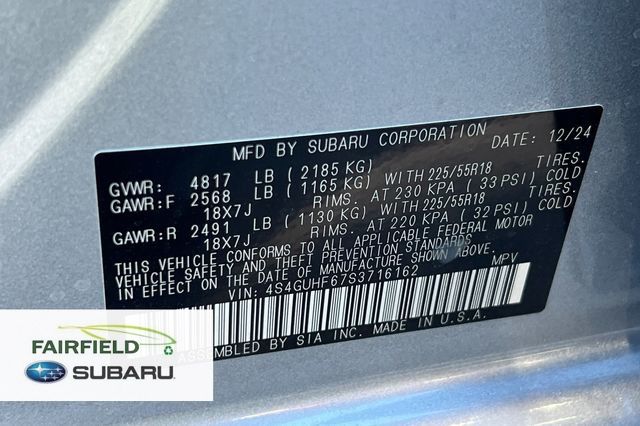 MFD BY SUBARU CORPORATION DATE: 12/24
GVWR: 4817 LB (2185 KG)
GAWR:F 2568 LB (1165 KG) WITH 225/55R18 TIRES.
18X7J RIMS. AT 230 KPA (33 PSI) COLD
GAWR:R 2491 LB (1130 KG) WITH 225/55R18 TIRES.
18X7J RIMS. AT 220 KPA (32 PSI) COLD
THIS VEHICLE CONFORMS TO ALL APPLICABLE FEDERAL MOTOR
VEHICLE SAFETY AND THEFT PREVENTION STANDARDS
IN EFFECT ON THE DATE OF MANUFACTURE SHOWN ABOVE.
VIN: 4S4GUHF67S3716162 MPV
ASSEMBLED BY SIA INC. MADE IN U.S.A.
FAIRFIELD
SUBARU